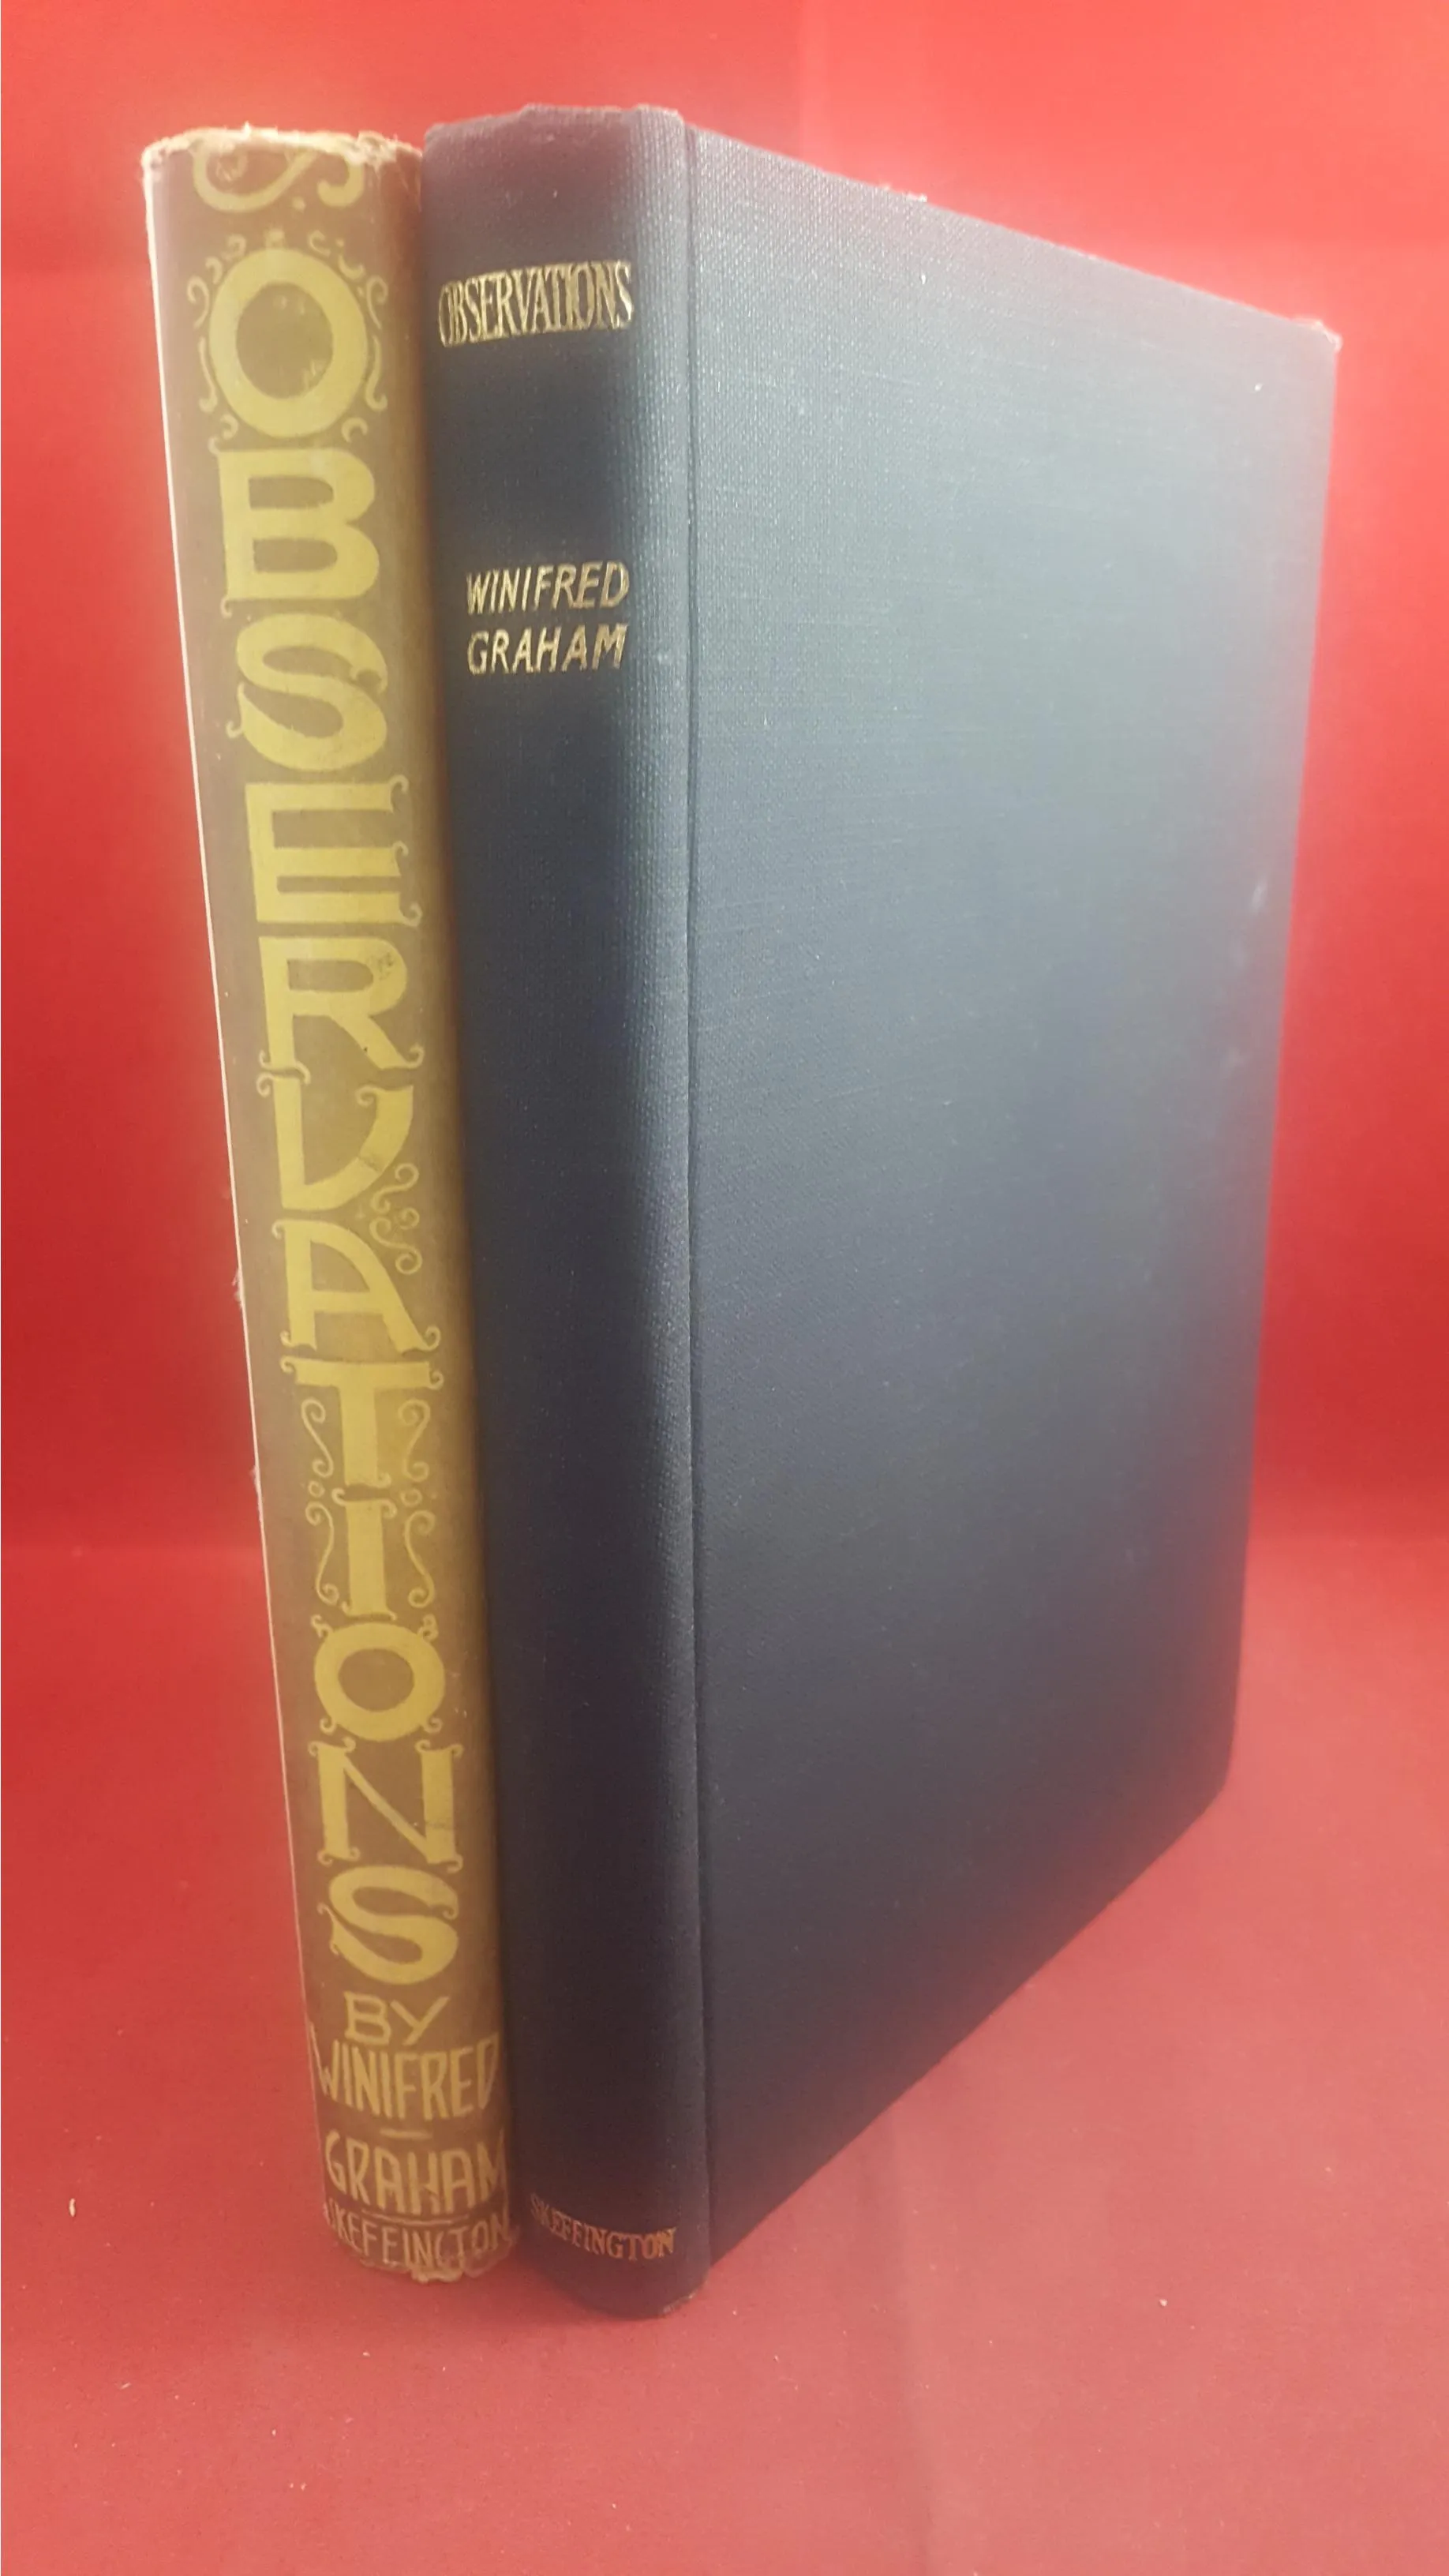 OBSERVATIONS
BY
WINIFRED
GRAHAM
SKEFFINGTON
OBSERVATIONS
WINIFRED
GRAHAM
SKEFFINGTON